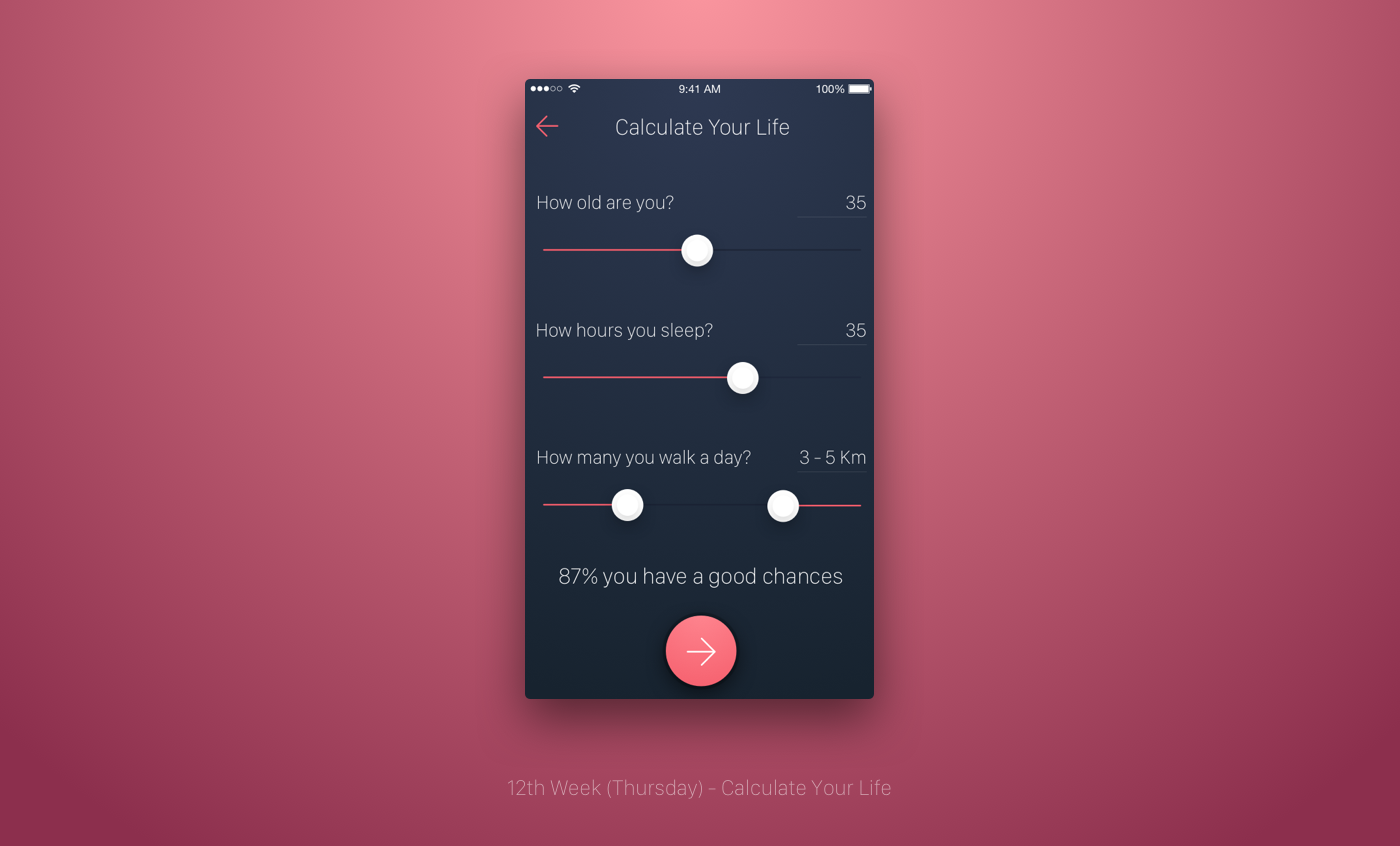 9:41 AM 100%
Calculate Your Life
How old are you? 35
How hours you sleep? 35
How many you walk a day? 3 - 5 Km
87% you have a good chances
12th Week (Thursday) - Calculate Your Life